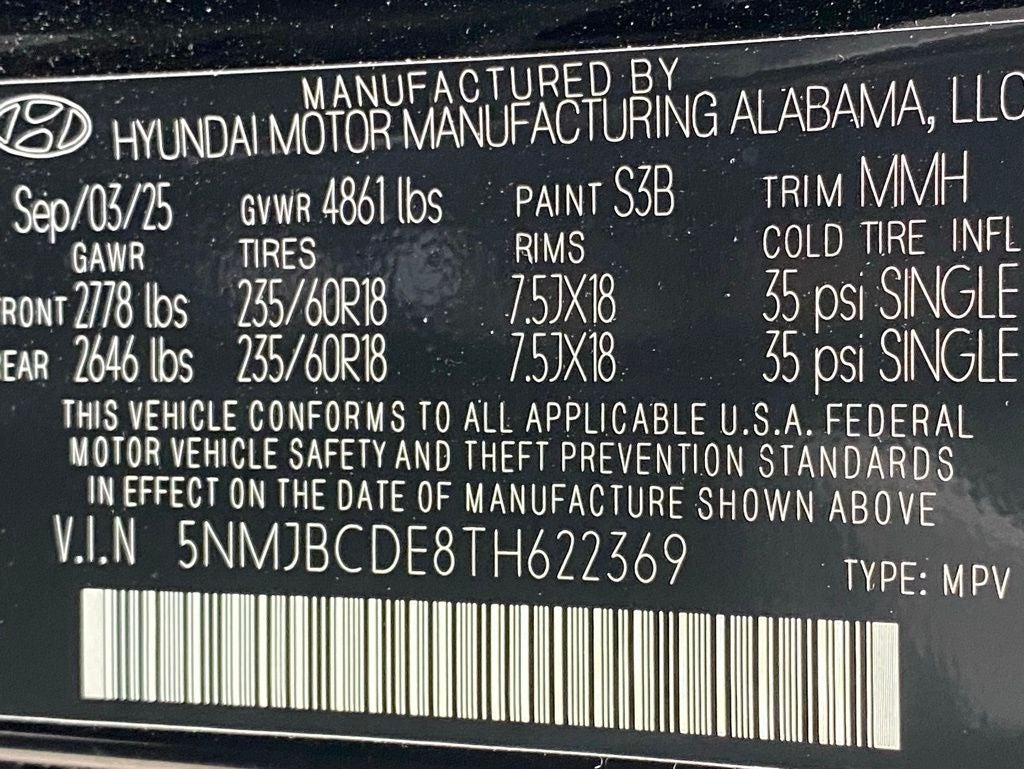 MANUFACTURED BY
HYUNDAI MOTOR MANUFACTURING ALABAMA, LLC
Sep/03/25 GVWR 4861 lbs PAINT S3B TRIM MMH
GAWR TIRES RIMS COLD TIRE INFL
FRONT 2778 lbs 235/60R18 7.5JX18 35 psi SINGLE
REAR 2646 lbs 235/60R18 7.5JX18 35 psi SINGLE
THIS VEHICLE CONFORMS TO ALL APPLICABLE U.S.A. FEDERAL
MOTOR VEHICLE SAFETY AND THEFT PREVENTION STANDARDS
IN EFFECT ON THE DATE OF MANUFACTURE SHOWN ABOVE
V.I.N 5NMJBCDE8TH622369
TYPE: MPV